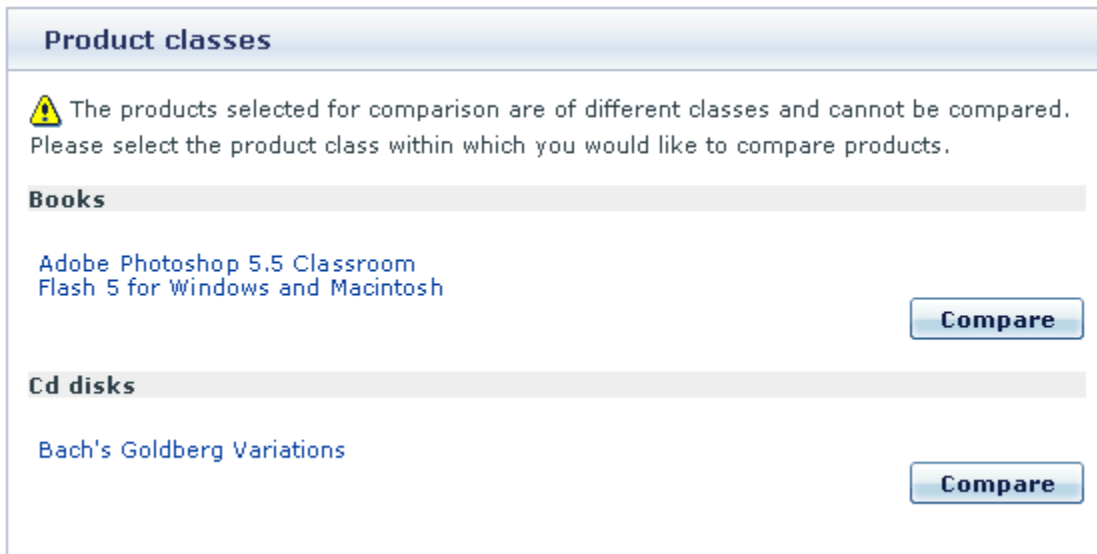 Product classes
The products selected for comparison are of different classes and cannot be compared.
Please select the product class within which you would like to compare products.
Books
Adobe Photoshop 5.5 Classroom
Flash 5 for Windows and Macintosh
Compare
Cd disks
Bach's Goldberg Variations
Compare